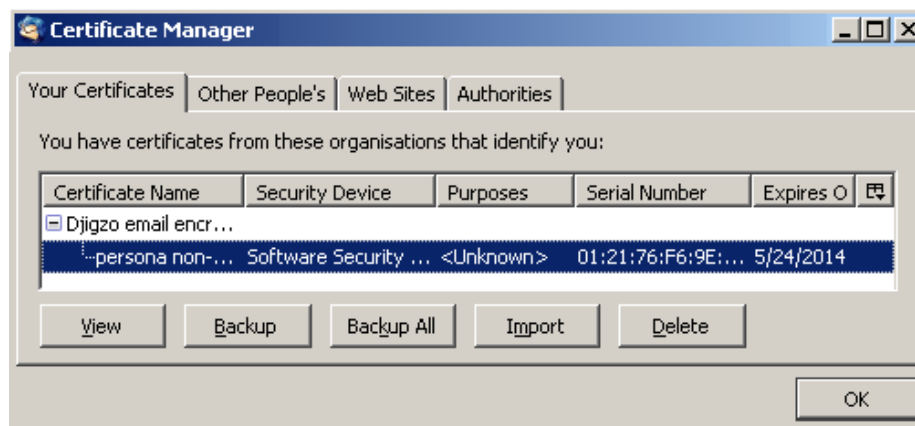 Certificate Manager
Your Certificates Other People's Web Sites Authorities
You have certificates from these organisations that identify you:
Certificate Name Security Device Purposes Serial Number Expires O
Djigzo email encr...
persona non-... Software Security ... <Unknown> 01:21:76:F6:9E:... 5/24/2014
View Backup Backup All Import Delete
OK